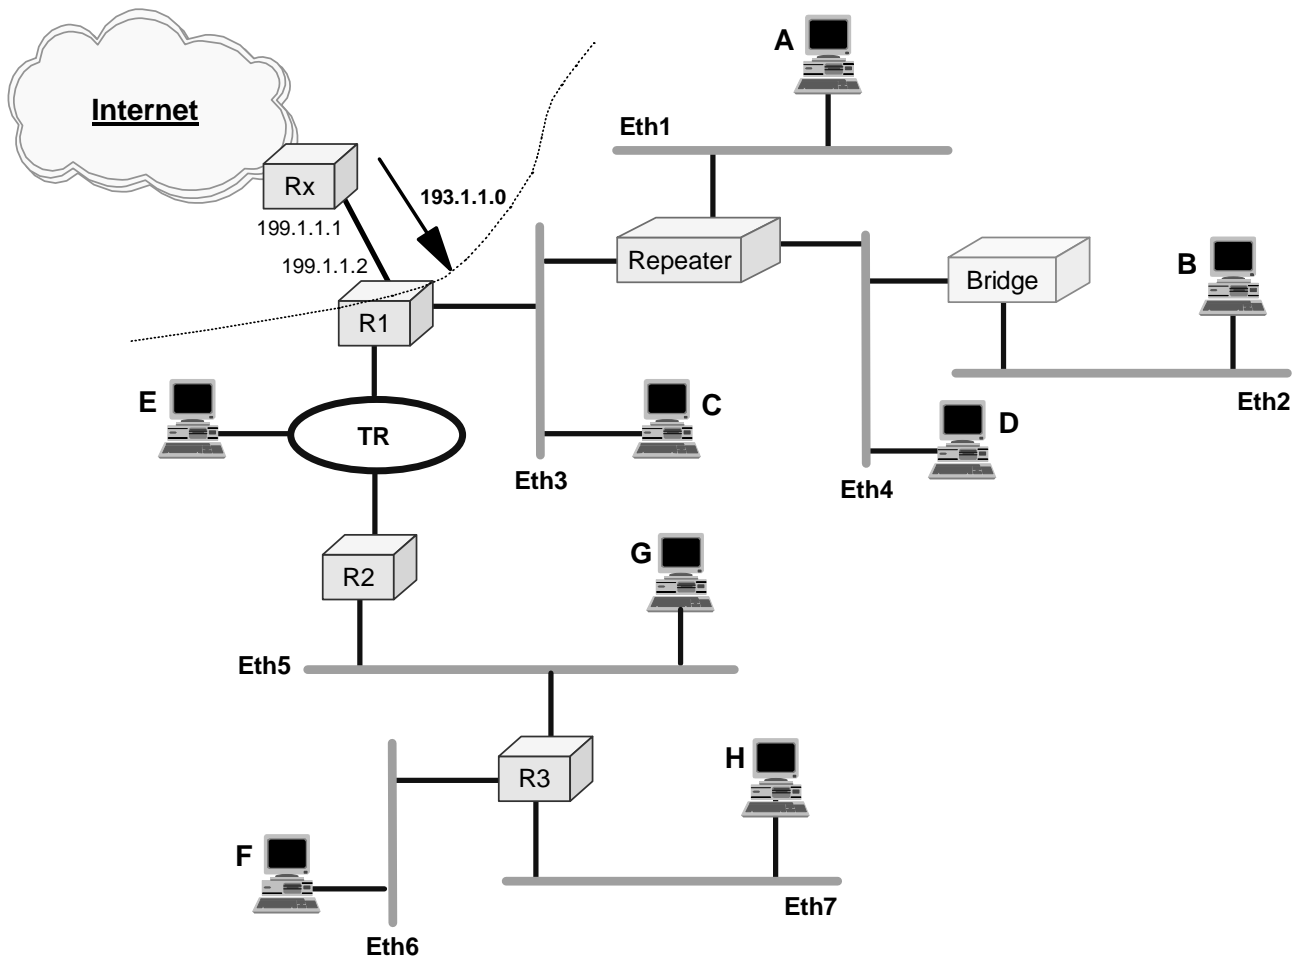 A
Internet
Eth1
Rx
193.1.1.0
199.1.1.1
Repeater
B
199.1.1.2
Bridge
R1
E
C
Eth2
TR
D
Eth3
Eth4
G
R2
Eth5
H
R3
F
Eth7
Eth6